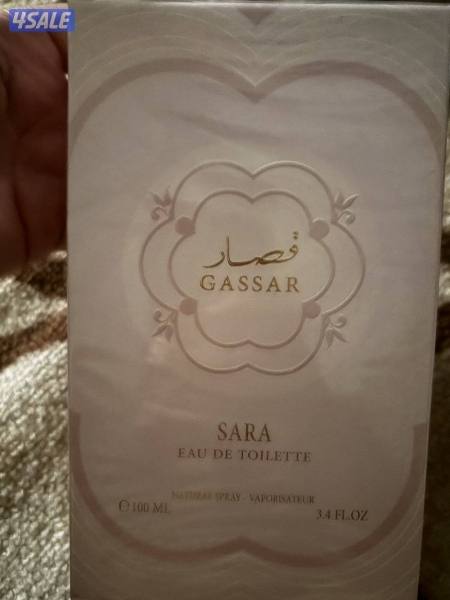 4SALE
قصار
GASSAR
SARA
EAU DE TOILETTE
NATURAL SPRAY - VAPORISATEUR
℮100 ML 3.4.FL.OZ